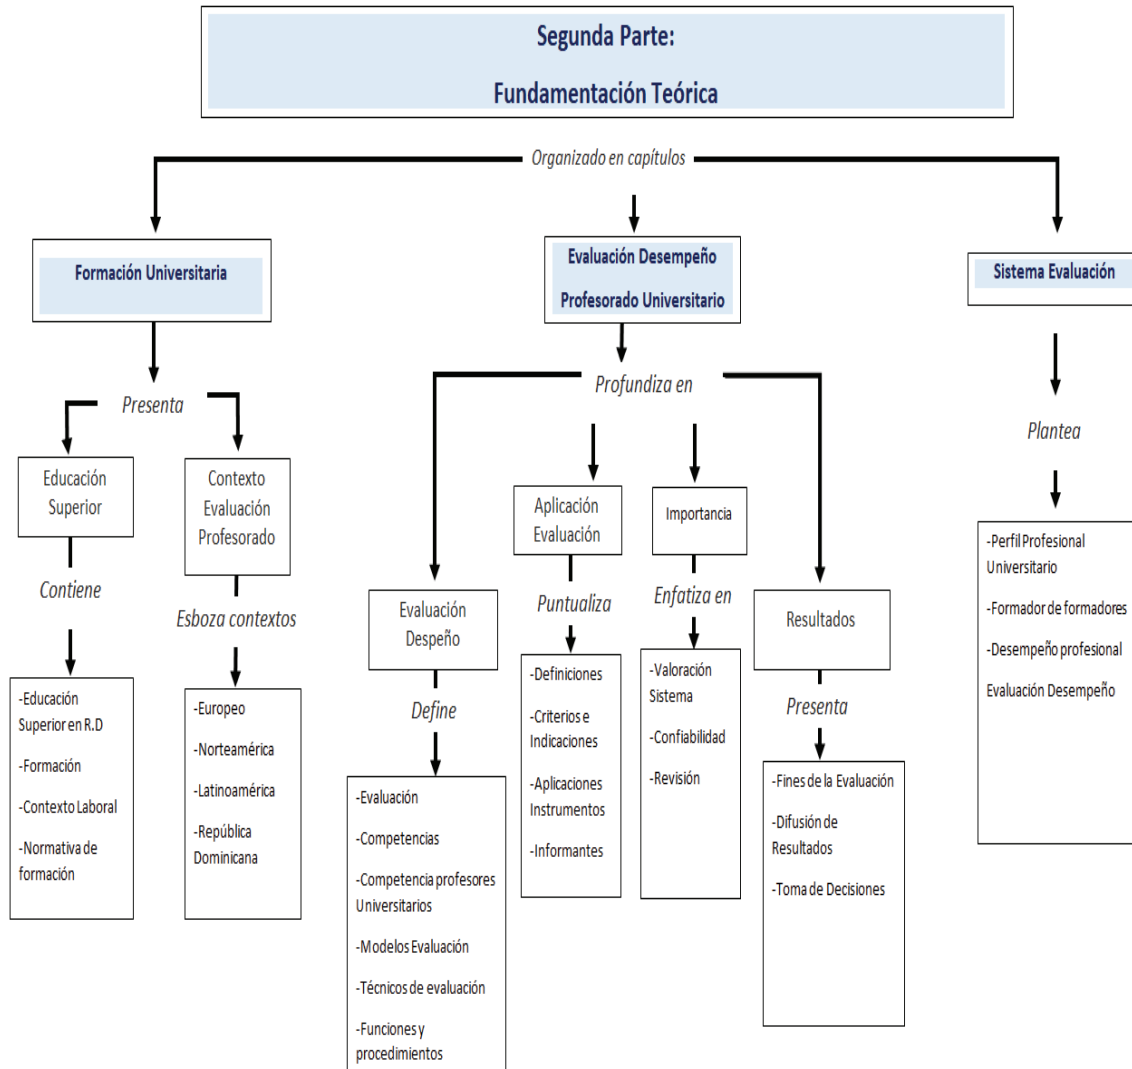 Segunda Parte:
Fundamentación Teórica
Organizado en capítulos
Formación Universitaria
Evaluación Desempeño
Profesorado Universitario
Sistema Evaluación
Presenta
Profundiza en
Plantea
Educación
Superior
Contexto
Evaluación
Profesorado
Aplicación
Evaluación
Importancia
Contiene
Esboza contextos
Evaluación
Despeño
Puntualiza
Enfatiza en
Resultados
-Perfil Profesional
Universitario
-Formador de formadores
-Desempeño profesional
Evaluación Desempeño
-Educación
Superior en R.D
-Formación
-Contexto Laboral
-Normativa de
formación
-Europeo
-Norteamérica
-Latinoamérica
-República
Dominicana
Define
-Definiciones
-Criterios e
Indicaciones
-Aplicaciones
Instrumentos
-Informantes
-Valoración
Sistema
-Confiabilidad
-Revisión
Presenta
-Evaluación
-Competencias
-Competencia profesores
Universitarios
-Modelos Evaluación
-Técnicos de evaluación
-Funciones y
procedimientos
-Fines de la Evaluación
-Difusión de
Resultados
-Toma de Decisiones